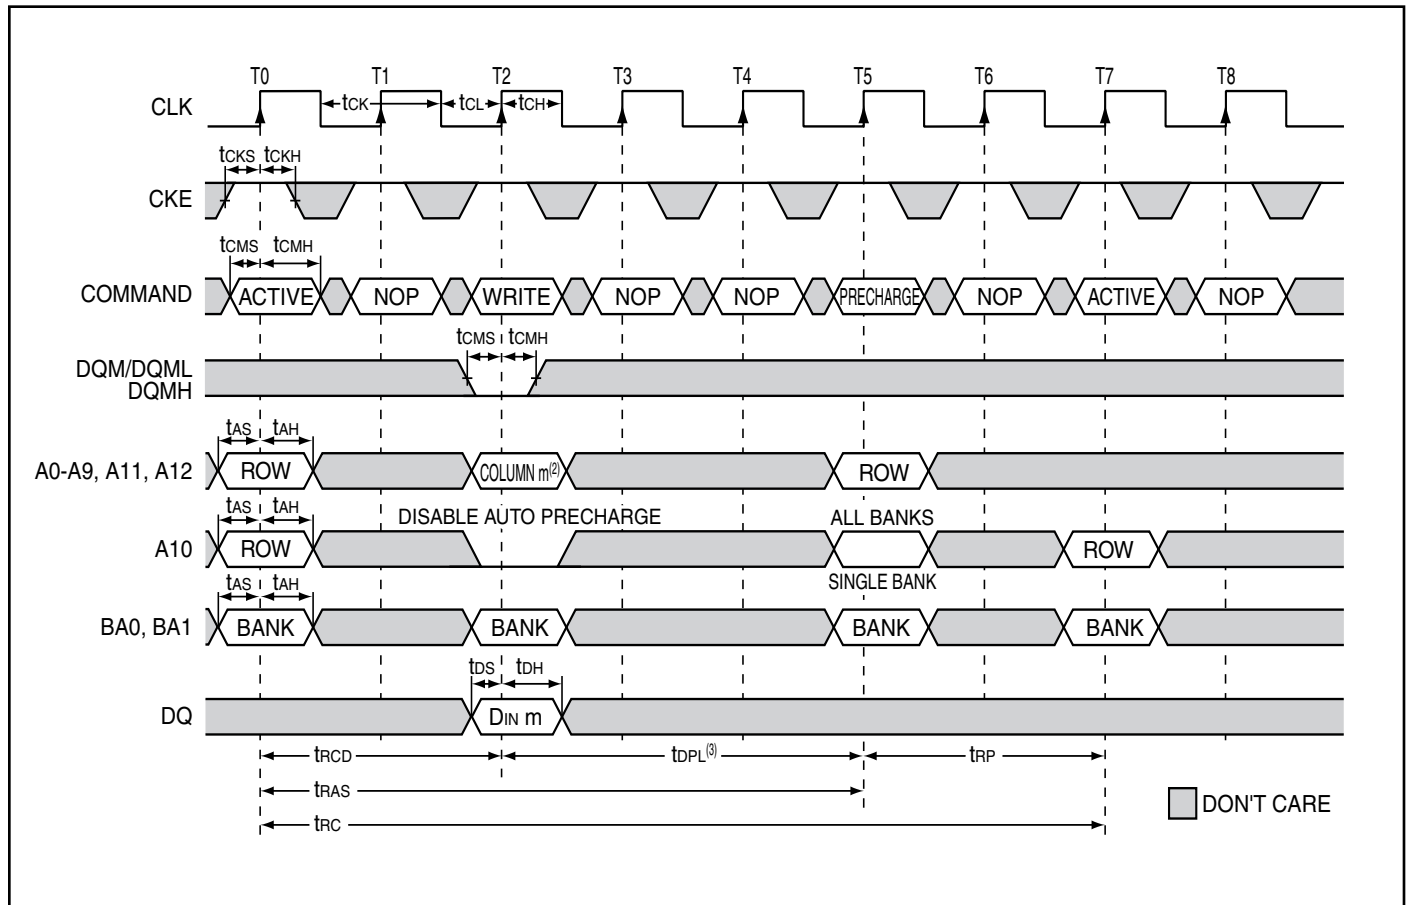 T0 T1 T2 T3 T4 T5 T6 T7 T8
CLK tCK tCL tCH
tCKS tCKH
CKE
tCMS tCMH
COMMAND ACTIVE NOP WRITE NOP NOP PRECHARGE NOP ACTIVE NOP
tCMS tCMH
DQM/DQML
DQMH
tAS tAH
A0-A9, A11, A12 ROW COLUMN m(2) ROW
tAS tAH DISABLE AUTO PRECHARGE ALL BANKS
A10 ROW ROW
tAS tAH SINGLE BANK
BA0, BA1 BANK BANK BANK BANK
tDS tDH
DQ DIN m
tRCD tDPL(3) tRP
tRAS
DON'T CARE
tRC